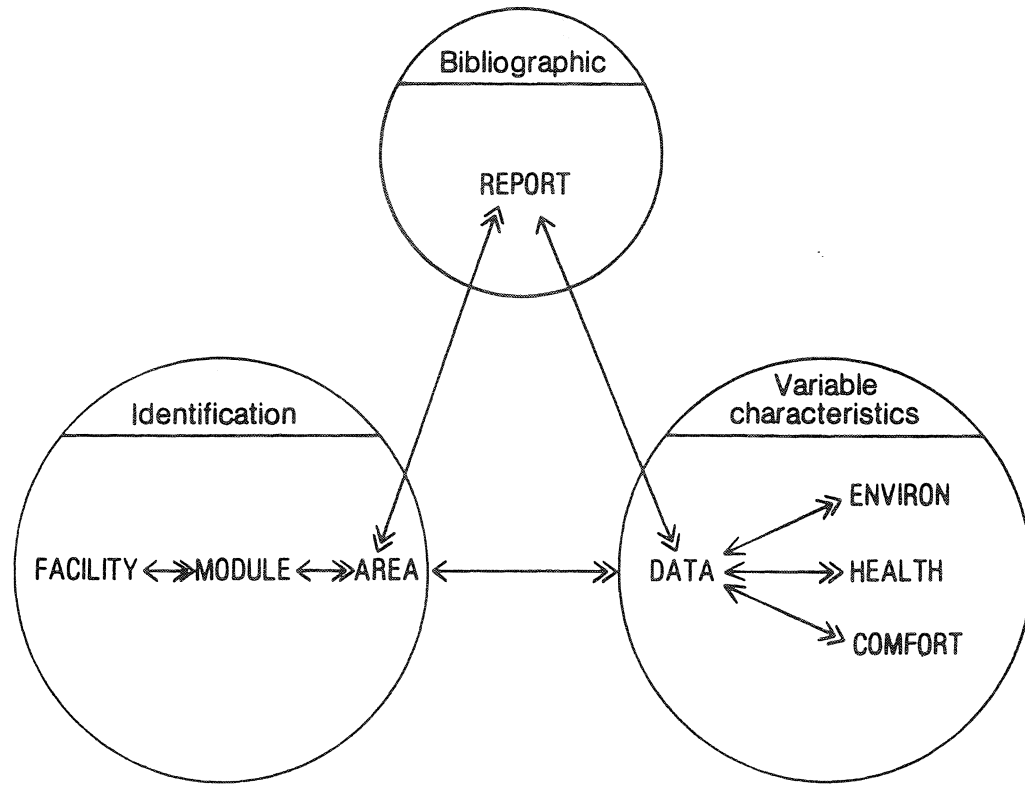 Bibliographic
REPORT
Identification
FACILITY MODULE AREA
Variable
characteristics
ENVIRON
DATA HEALTH
COMFORT